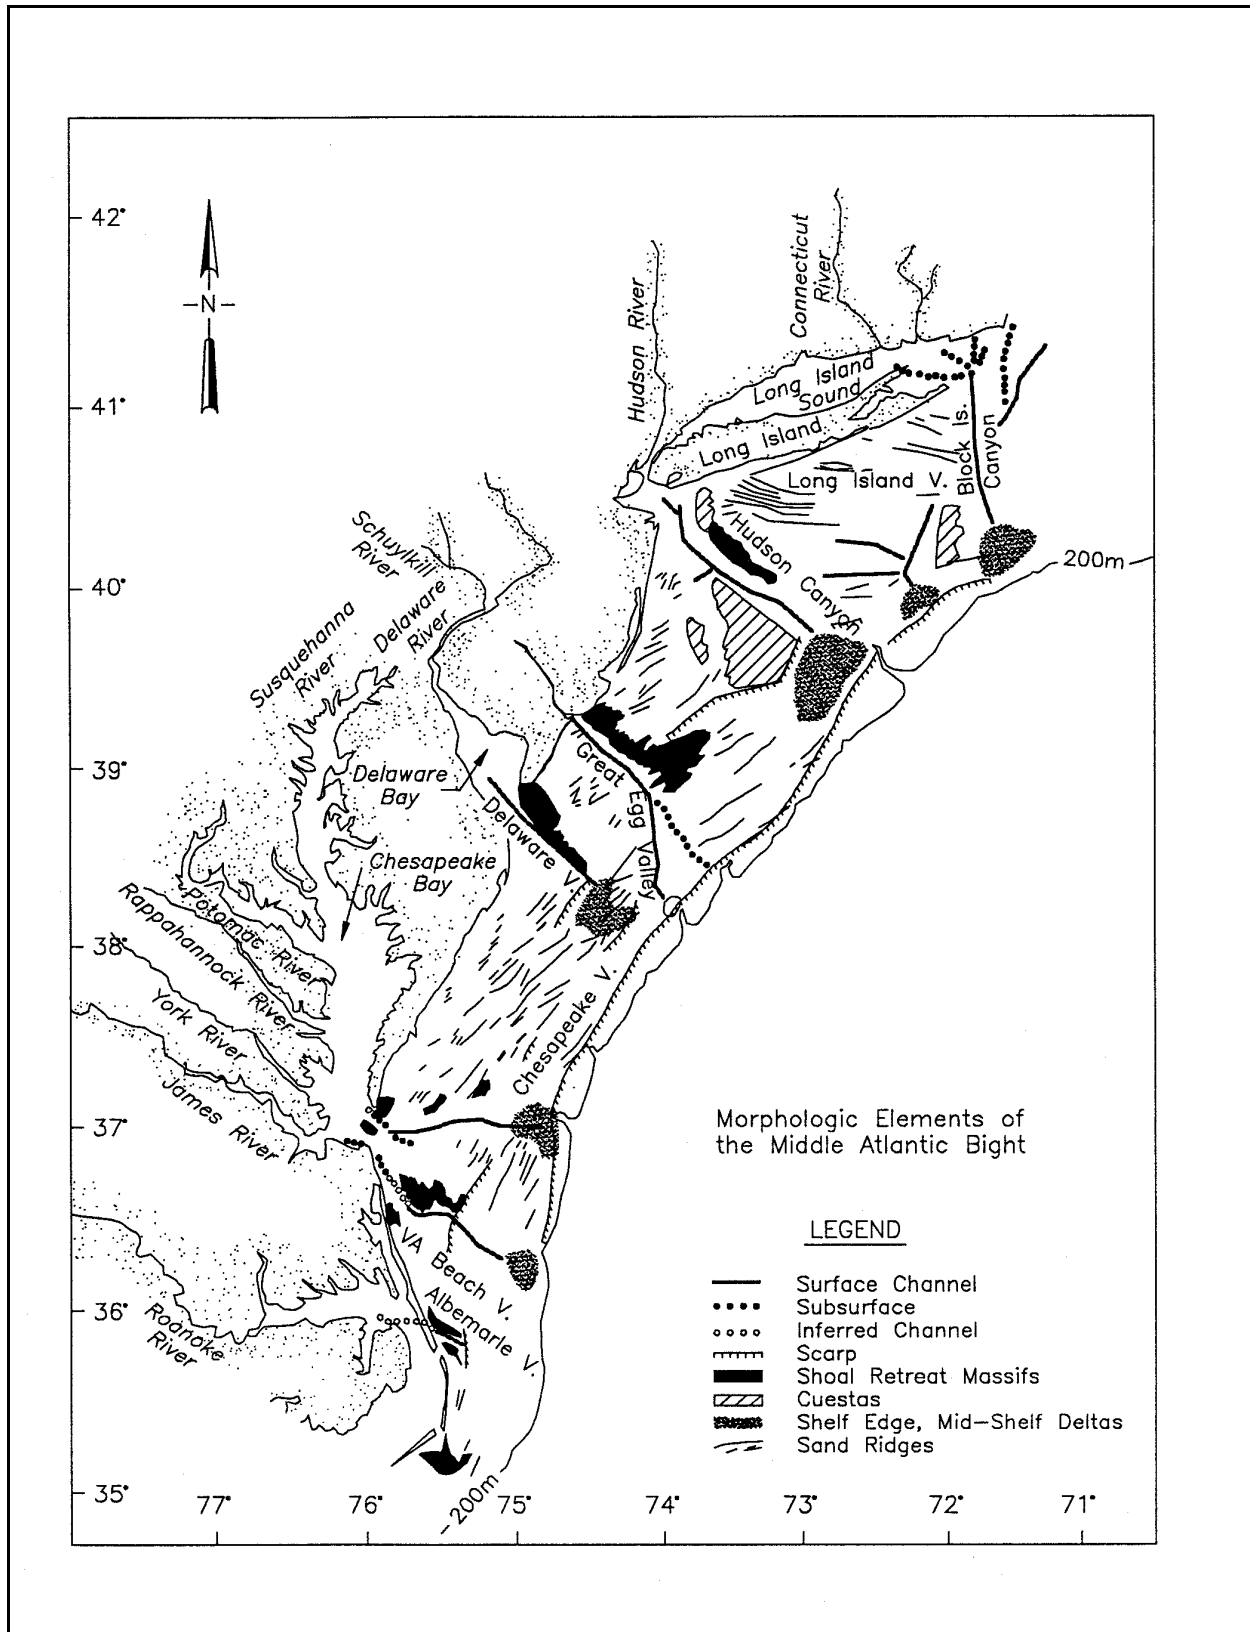 42°
41°
40°
39°
38°
37°
36°
35°
77°
76°
75°
74°
73°
72°
71°
—N—
Hudson River
Connecticut
River
Long Island
Sound
Long Island
Long Island V.
Block Is.
Canyon
Hudson Canyon
200m
Schuylkill
River
Delaware
River
Susquehanna
River
Delaware
Bay
Great Egg Valley
Delaware V.
Chesapeake
Bay
Potomac River
Rappahannock River
York River
James River
Chesapeake V.
VA Beach V.
Albemarle V.
Roanoke
River
-200m
Morphologic Elements of
the Middle Atlantic Bight
LEGEND
Surface Channel
Subsurface
Inferred Channel
Scarp
Shoal Retreat Massifs
Cuestas
Shelf Edge, Mid—Shelf Deltas
Sand Ridges